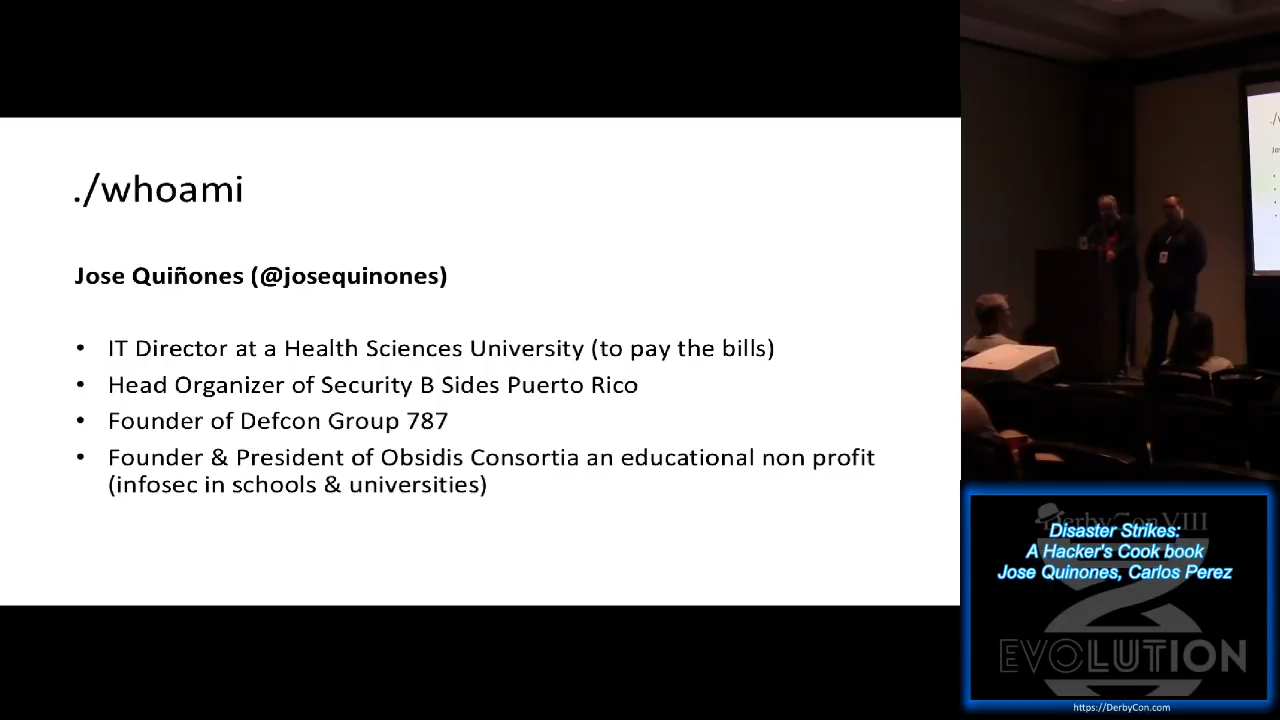 ./whoami
Jose Quiñones (@josequinones)
• IT Director at a Health Sciences University (to pay the bills)
• Head Organizer of Security B Sides Puerto Rico
• Founder of Defcon Group 787
• Founder & President of Obsidis Consortia an educational non profit
(infosec in schools & universities)
DerbyCon VIII
Disaster Strikes:
A Hacker's Cook book
Jose Quinones, Carlos Perez
EVOLUTION
https://DerbyCon.com